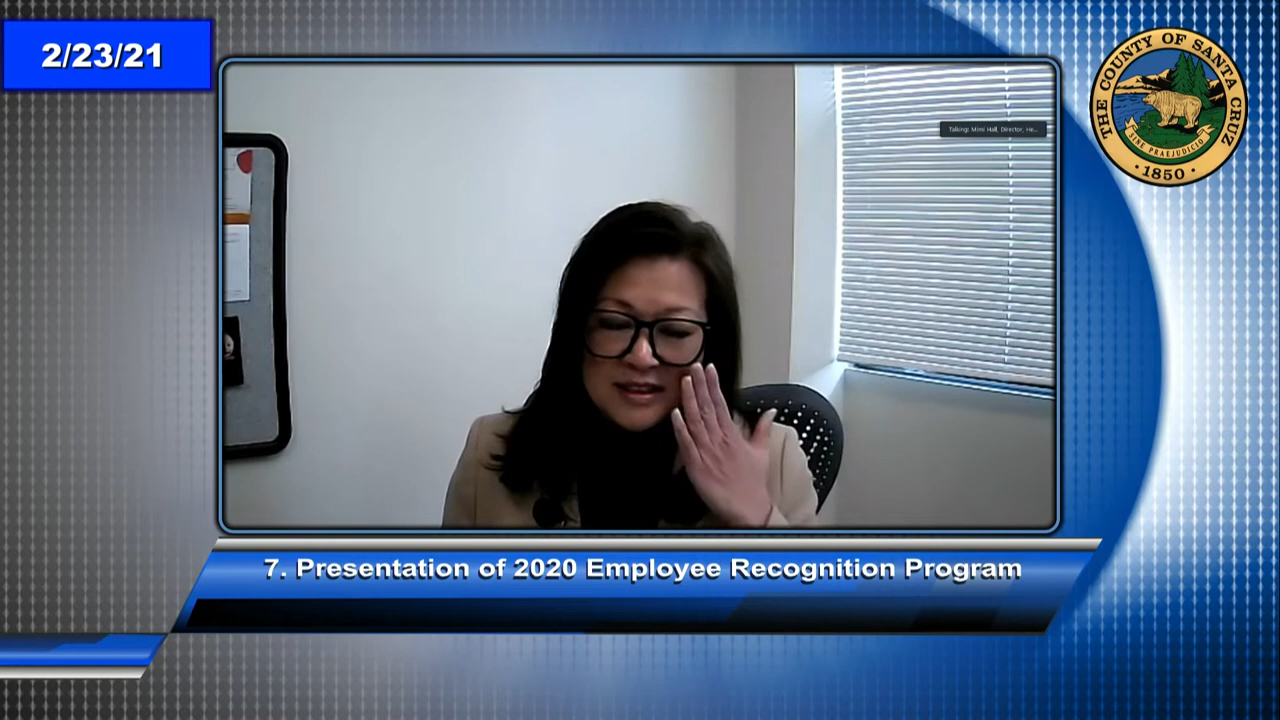 2/23/21
THE COUNTY OF SANTA CRUZ
SINE PRAEJUDICIO
• 1850 •
Talking: Mimi Hall, Director, He...
7. Presentation of 2020 Employee Recognition Program